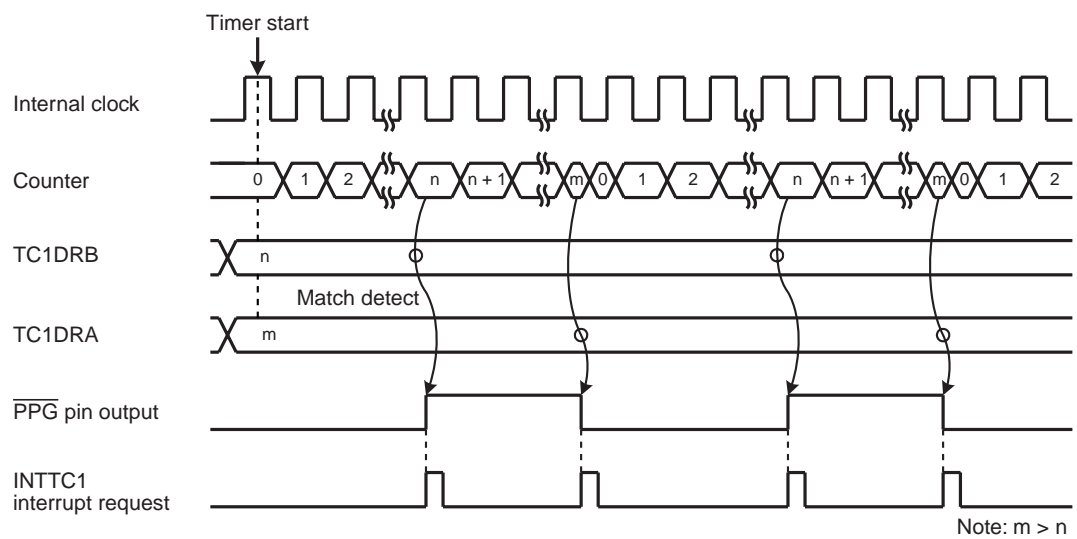 Timer start
Internal clock
Counter
0 1 2 n n + 1 m 0 1 2 n n + 1 m 0 1 2
TC1DRB
n
Match detect
TC1DRA
m
PPG pin output
INTTC1
interrupt request
Note: m > n